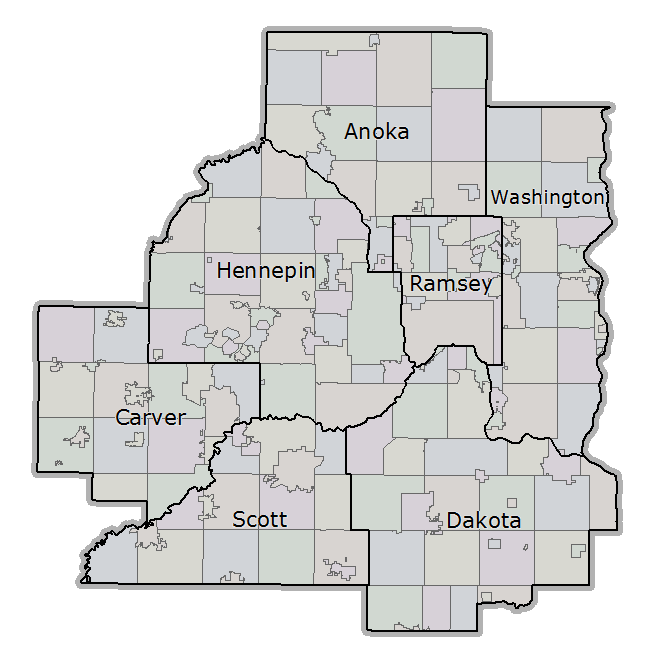 Anoka
Washington
Hennepin
Ramsey
Carver
Scott
Dakota